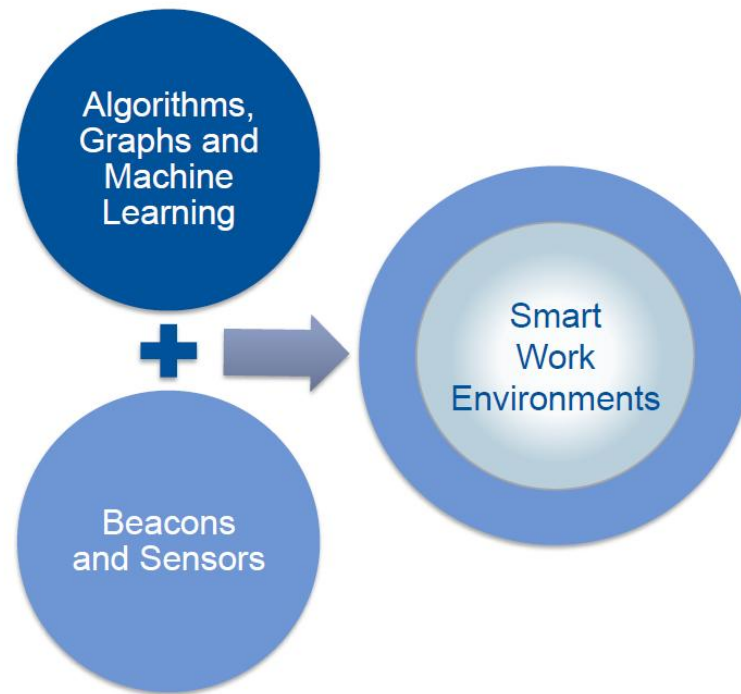 Algorithms,
Graphs and
Machine
Learning
Beacons
and Sensors
Smart
Work
Environments